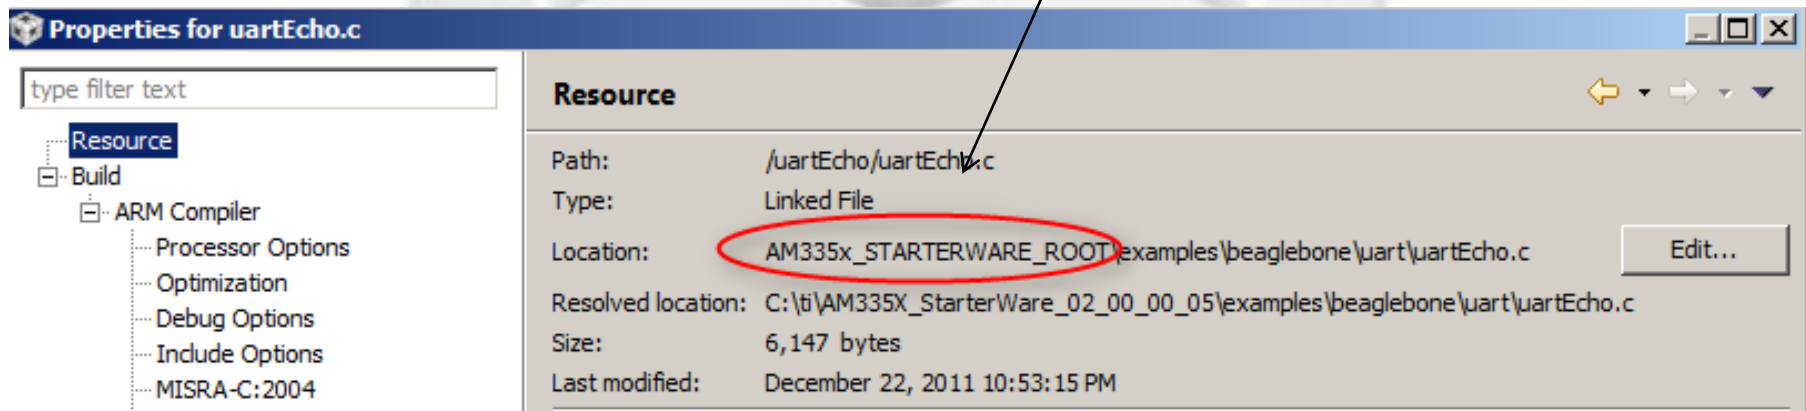 Properties for uartEcho.c
type filter text
Resource
Build
ARM Compiler
Processor Options
Optimization
Debug Options
Include Options
MISRA-C:2004
Resource
Path: /uartEcho/uartEcho.c
Type: Linked File
Location: AM335x_STARTERWARE_ROOT\examples\beaglebone\uart\uartEcho.c Edit...
Resolved location: C:\ti\AM335X_StarterWare_02_00_00_05\examples\beaglebone\uart\uartEcho.c
Size: 6,147 bytes
Last modified: December 22, 2011 10:53:15 PM